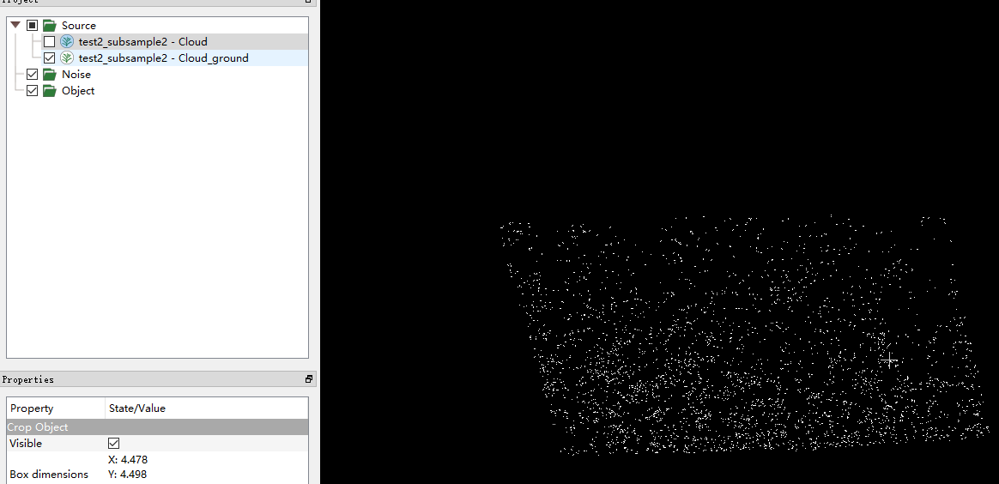 Project
Source
test2_subsample2 - Cloud
test2_subsample2 - Cloud_ground
Noise
Object
Properties
Property State/Value
Crop Object
Visible
X: 4.478
Box dimensions Y: 4.498